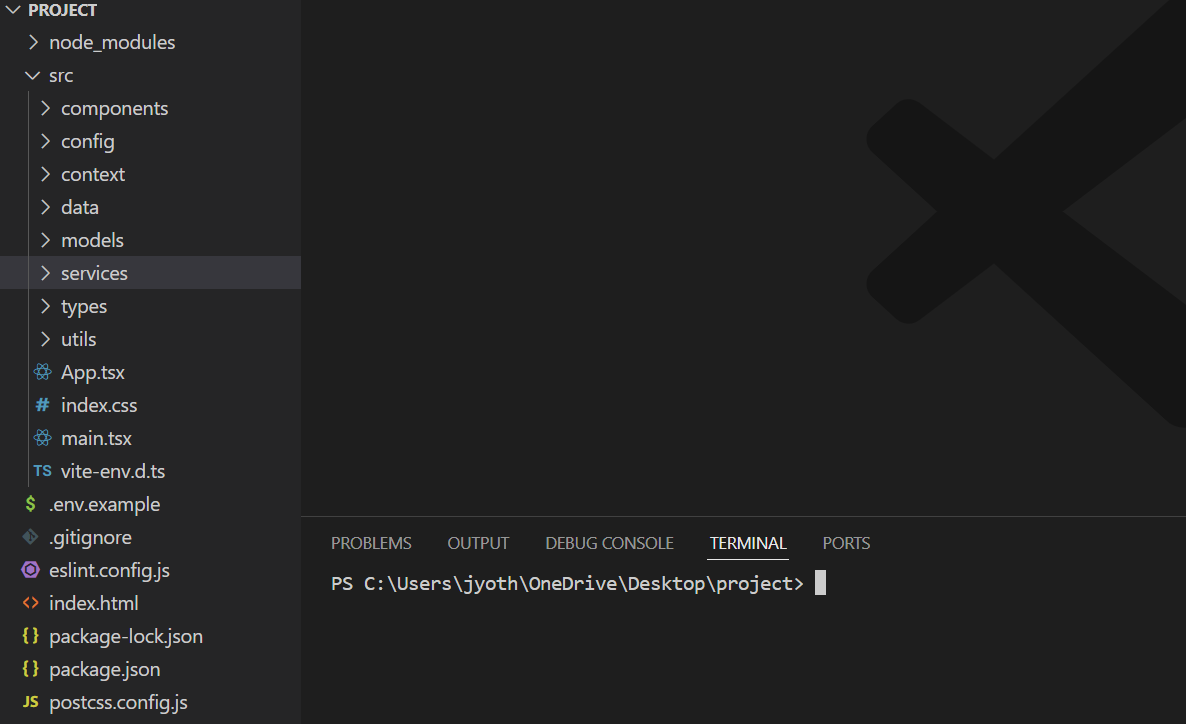 PROJECT
node_modules
src
components
config
context
data
models
services
types
utils
App.tsx
# index.css
main.tsx
TS vite-env.d.ts
$ .env.example
.gitignore
eslint.config.js
<> index.html
{} package-lock.json
{} package.json
JS postcss.config.js
PROBLEMS OUTPUT DEBUG CONSOLE TERMINAL PORTS
PS C:\Users\jyoth\OneDrive\Desktop\project>